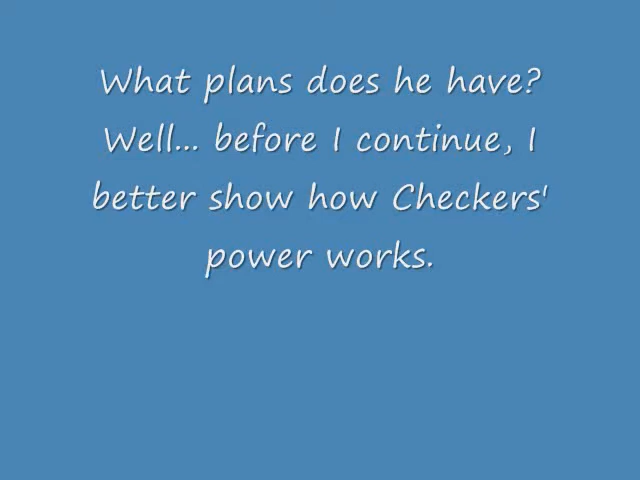 What plans does he have?
Well... before I continue, I
better show how Checkers'
power works.